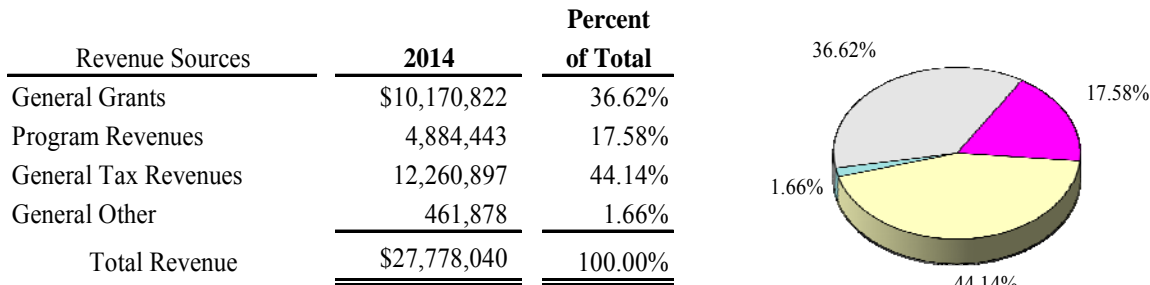 Percent
Revenue Sources 2014 of Total
General Grants $10,170,822 36.62%
Program Revenues 4,884,443 17.58%
General Tax Revenues 12,260,897 44.14%
General Other 461,878 1.66%
Total Revenue $27,778,040 100.00%
36.62%
17.58%
1.66%
44.14%